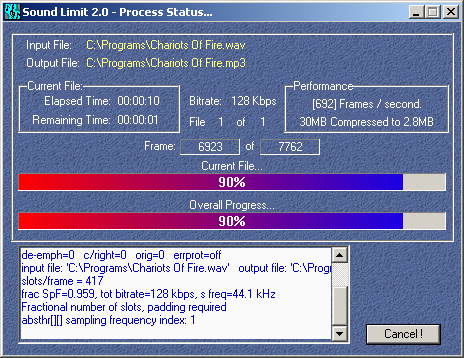 Sound Limit 2.0 - Process Status...
Input File: C:\Programs\Chariots Of Fire.wav
Output File: C:\Programs\Chariots Of Fire.mp3
Current File:
Elapsed Time: 00:00:10
Remaining Time: 00:00:01
Bitrate: 128 Kbps
File 1 of 1
Performance
[692] Frames / second.
30MB Compressed to 2.8MB
Frame: 6923 of 7762
Current File...
90%
Overall Progress...
90%
de-emph=0 c/right=0 orig=0 errprot=off
input file: 'C:\Programs\Chariots Of Fire.wav' output file: 'C:\Progr
slots/frame = 417
frac SpF=0.959, tot bitrate=128 kbps, s freq=44.1 kHz
Fractional number of slots, padding required
absthr[][] sampling frequency index: 1
Cancel!